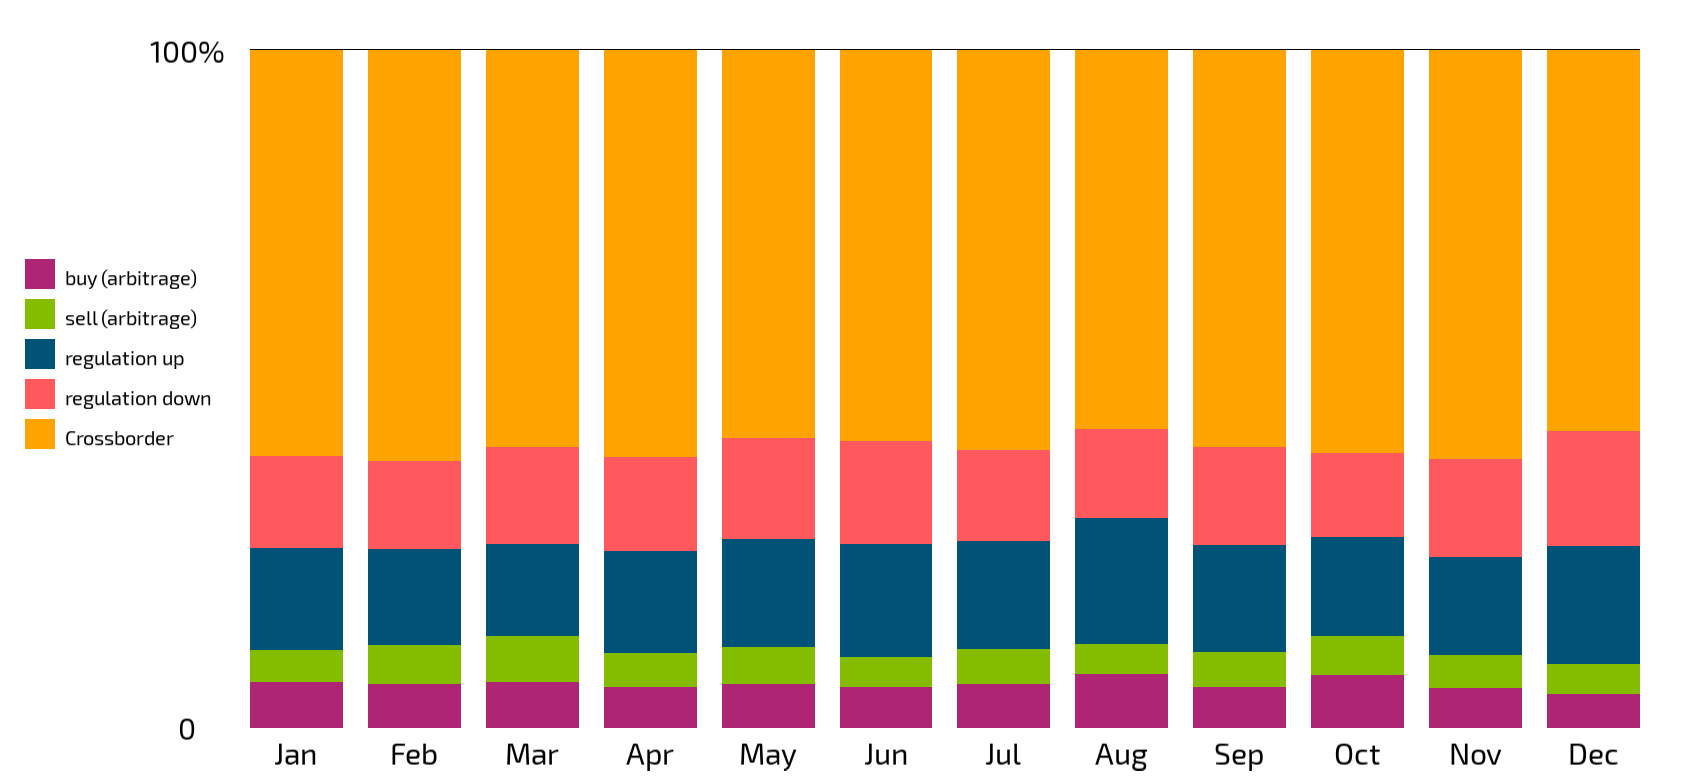 100%
buy (arbitrage)
sell (arbitrage)
regulation up
regulation down
Crossborder
0
Jan Feb Mar Apr May Jun Jul Aug Sep Oct Nov Dec